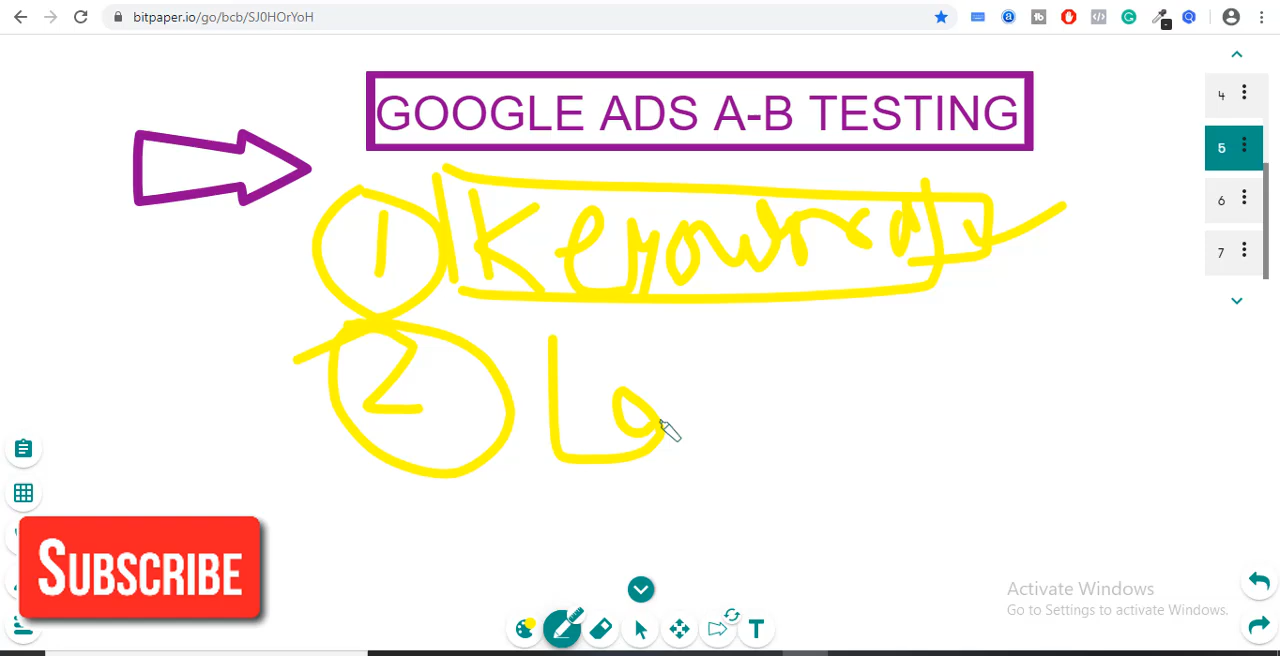 bitpaper.io/go/bcb/SJ0HOrYoH
GOOGLE ADS A-B TESTING
1 Keywords
2 Lo
4
5
6
7
SUBSCRIBE
Activate Windows
Go to Settings to activate Windows.
T